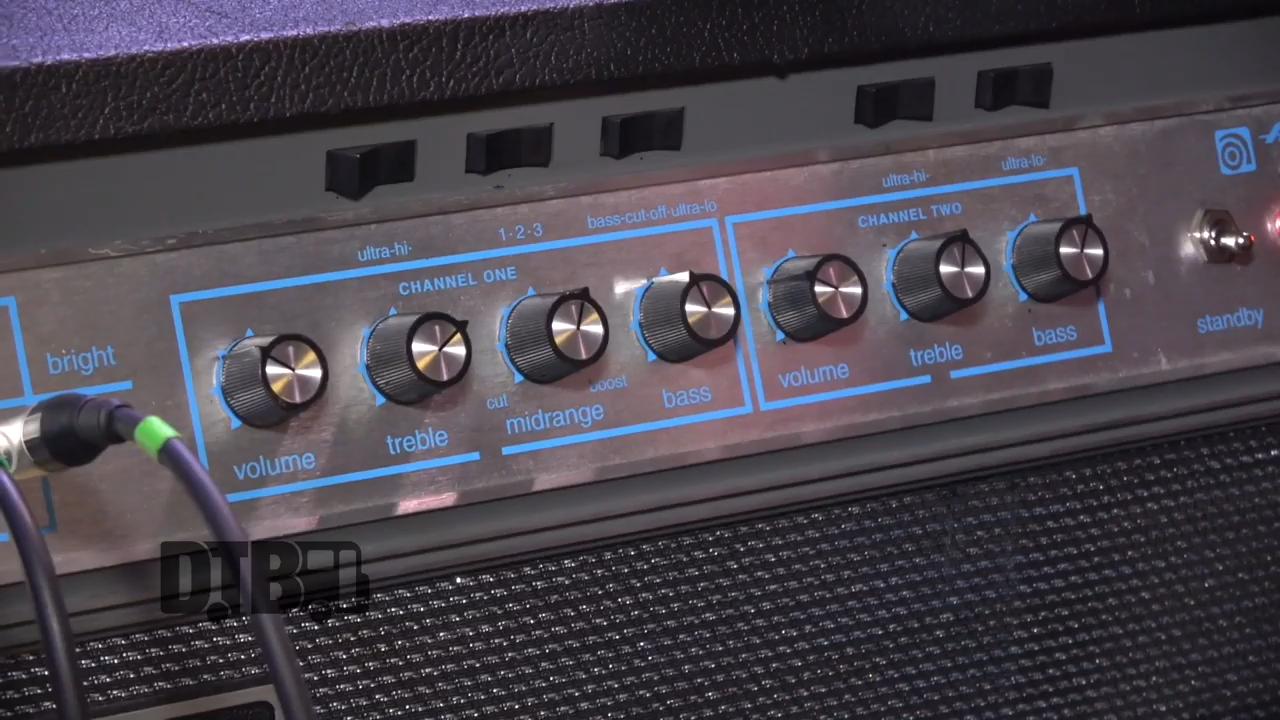 ultra-hi·
1·2·3
bass·cut·off·ultra-lo
ultra-hi·
ultra-lo·
CHANNEL ONE
CHANNEL TWO
bright
cut
boost
volume
treble
midrange
bass
volume
treble
bass
standby
DTBFL